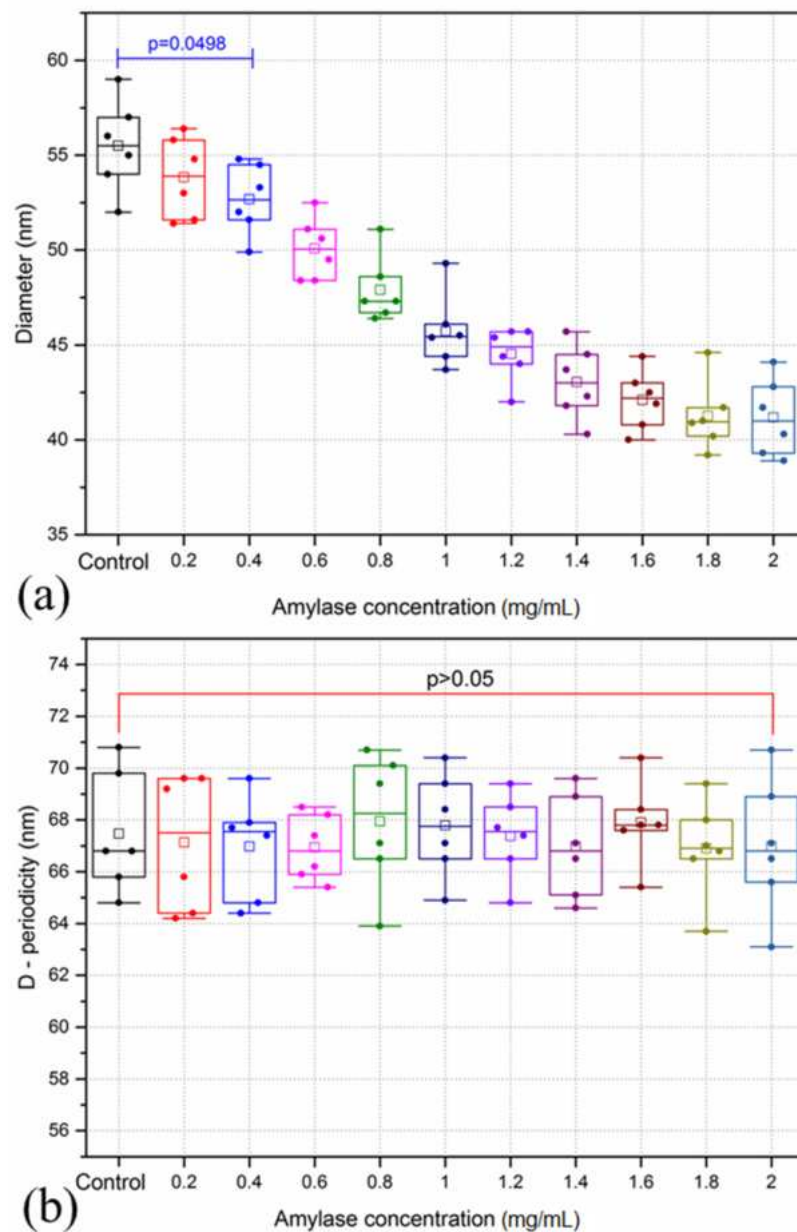 60
55
50
45
40
35
Diameter (nm)
p=0.0498
Control 0.2 0.4 0.6 0.8 1 1.2 1.4 1.6 1.8 2
(a)
Amylase concentration (mg/mL)
74
72
70
68
66
64
62
60
58
56
D - periodicity (nm)
p>0.05
Control 0.2 0.4 0.6 0.8 1 1.2 1.4 1.6 1.8 2
(b)
Amylase concentration (mg/mL)